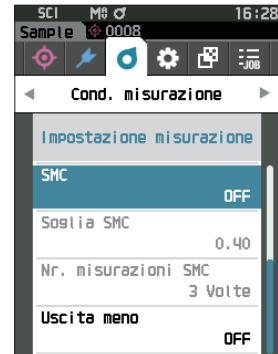 SCI M⁰ 16:28
Sample 0008
-JOB
Cond. misurazione
Impostazione misurazione
SMC
OFF
Soglia SMC
0.40
Nr. misurazioni SMC
3 Volte
Uscita meno
OFF